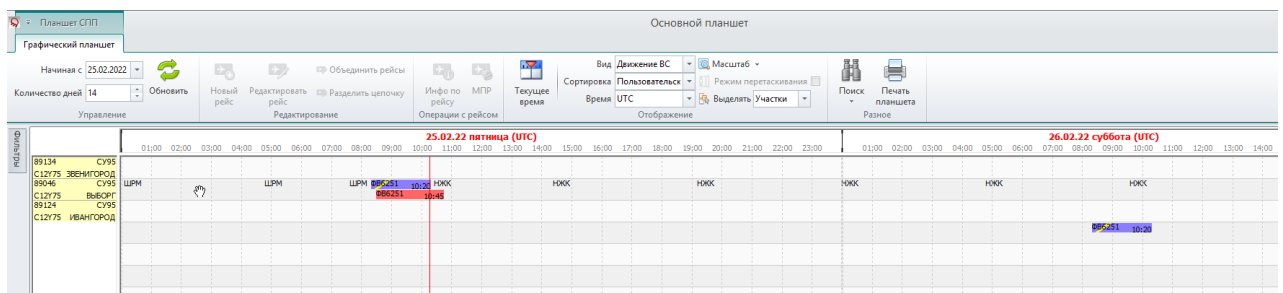 Планшет СПП
Основной планшет
Графический планшет
Начиная с 25.02.2022
Количество дней 14
Обновить
Управление
Новый рейс
Редактировать рейс
Объединить рейсы
Разделить цепочку
Редактирование
Инфо по рейсу
МПР
Операции с рейсом
Текущее время
Вид Движение ВС
Сортировка Пользовательск
Время UTC
Масштаб
Режим перетаскивания
Выделять Участки
Отображение
Поиск
Печать планшета
Разное
Фильтры
25.02.22 пятница (UTC)
26.02.22 суббота (UTC)
01;00 02;00 03;00 04;00 05;00 06;00 07;00 08;00 09;00 10;00 11;00 12;00 13;00 14;00 15;00 16;00 17;00 18;00 19;00 20;00 21;00 22;00 23;00 01;00 02;00 03;00 04;00 05;00 06;00 07;00 08;00 09;00 10;00 11;00 12;00 13;00 14;00
89134 СУ95
C12Y75 ЗВЕНИГОРОД
89046 СУ95 ШРМ ШРМ ШРМ ФВ6251 10:20 НЖК НЖК НЖК НЖК НЖК НЖК
C12Y75 ВЫБОРГ ФВ6251 10:45
89124 СУ95
C12Y75 ИВАНГОРОД
ФВ6251 10:20